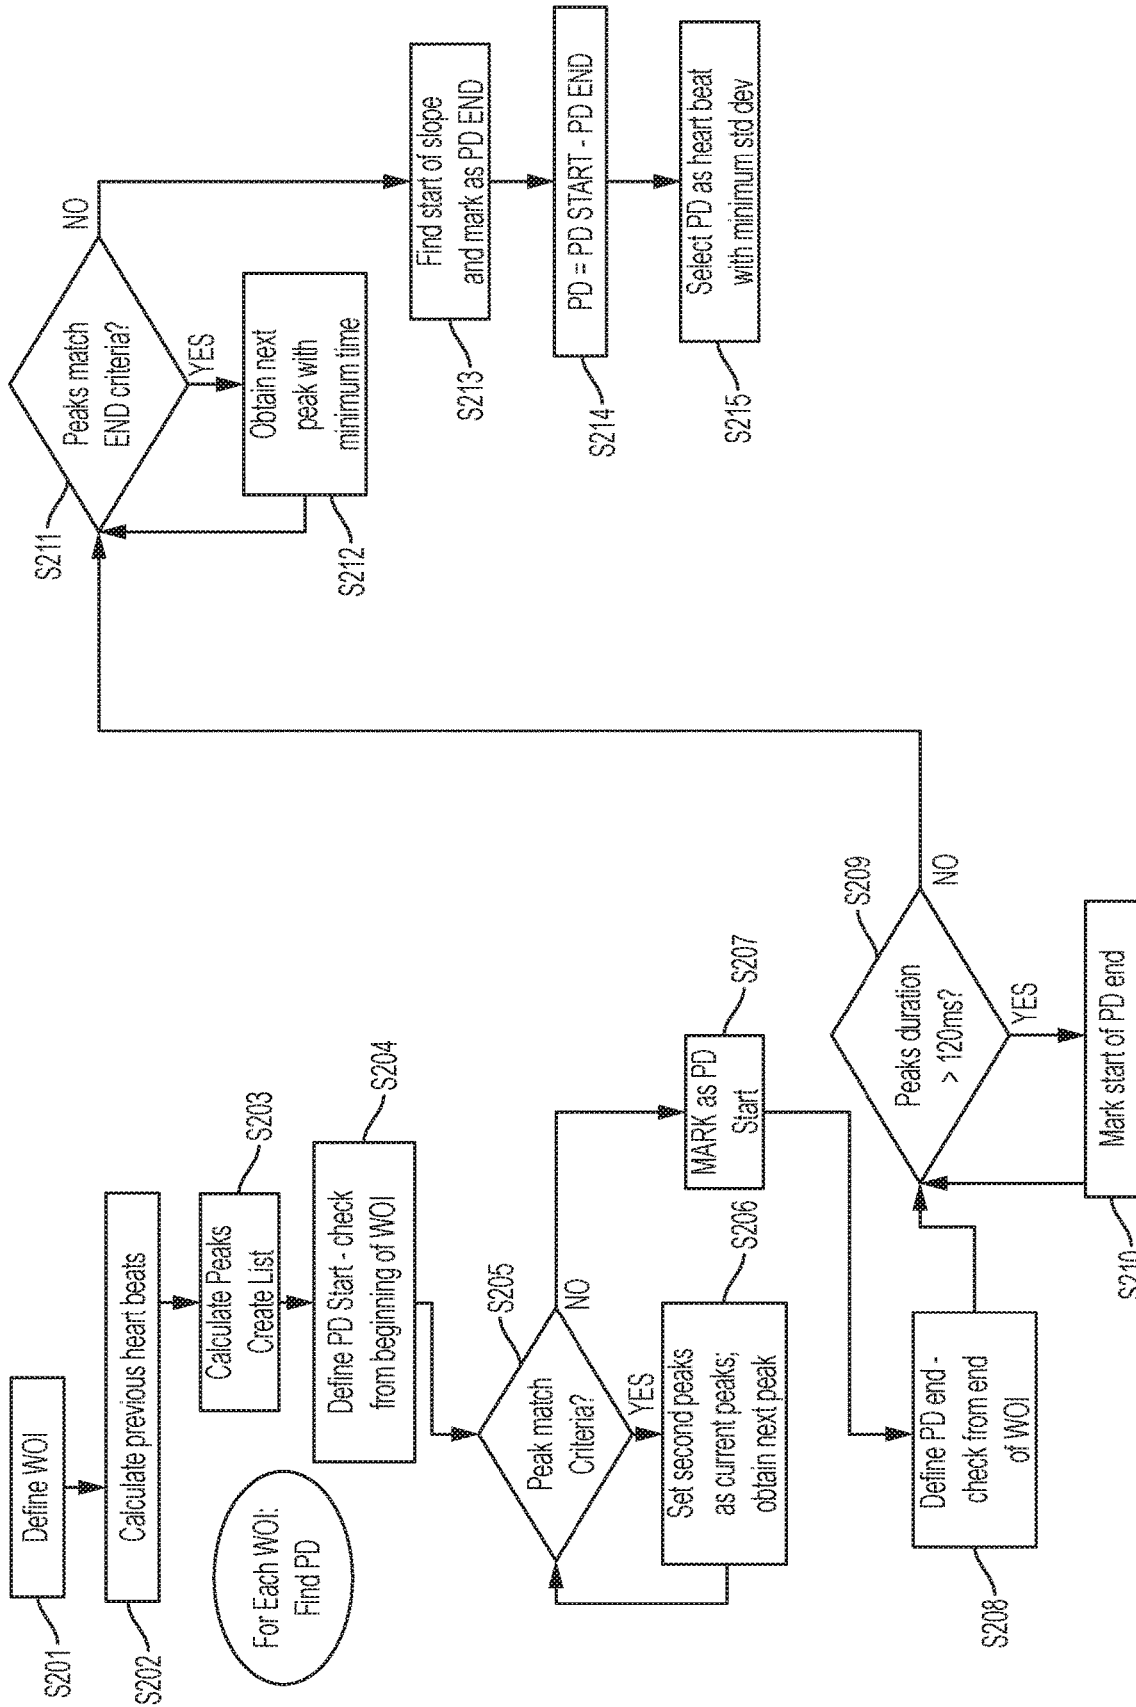 S201
Define WOI
S202
Calculate previous heart beats
For Each WOI:
Find PD
S203
Calculate Peaks
Create List
S204
Define PD Start - check
from beginning of WOI
S205
Peak match
Criteria?
YES
NO
S206
Set second peaks
as current peaks;
obtain next peak
S207
MARK as PD
Start
S208
Define PD end -
check from end
of WOI
S209
Peaks duration
> 120ms?
YES
NO
S210
Mark start of PD end
S211
Peaks match
END criteria?
YES
NO
S212
Obtain next
peak with
minimum time
S213
Find start of slope
and mark as PD END
S214
PD = PD START - PD END
S215
Select PD as heart beat
with minimum std dev